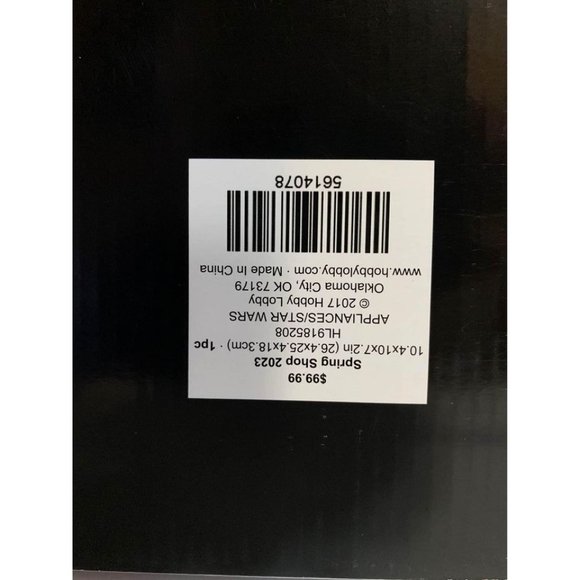 $99.99
Spring Shop 2023
10.4x10x7.2in (26.4x25.4x18.3cm) · 1pc
HL9185208
APPLIANCES/STAR WARS
© 2017 Hobby Lobby
Oklahoma City, OK 73179
www.hobbylobby.com · Made In China
5614078